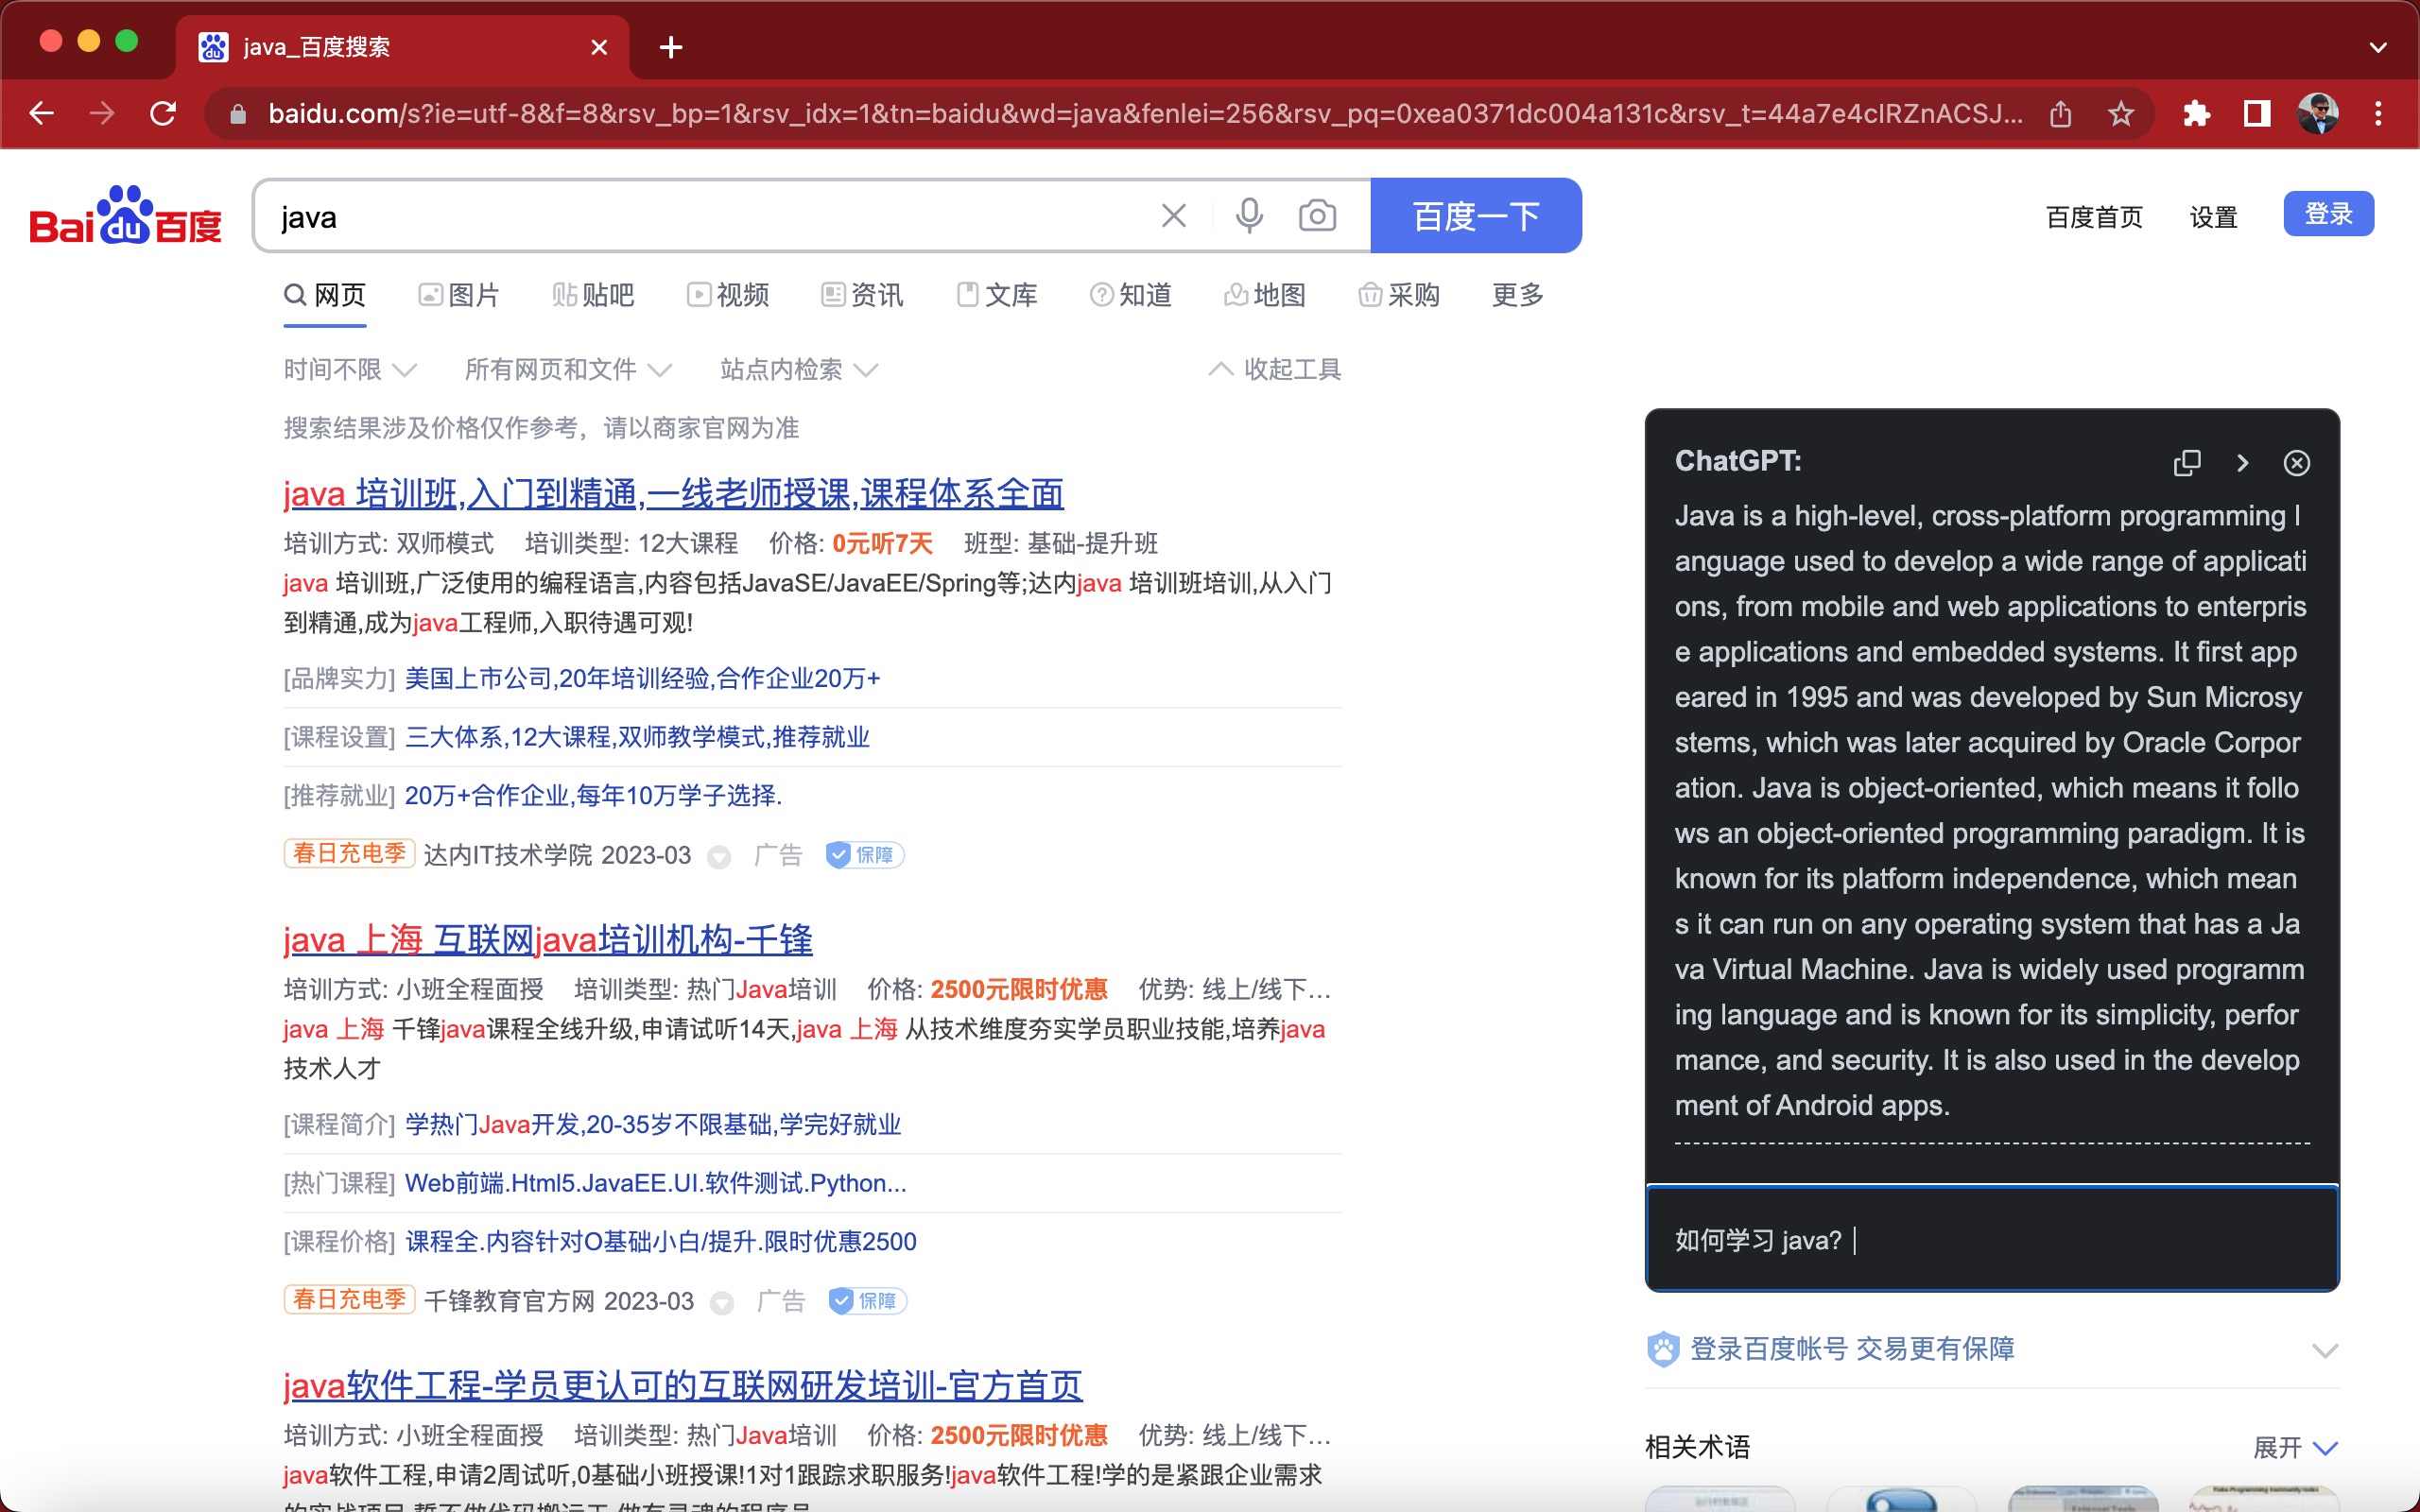 java_百度搜索
baidu.com/s?ie=utf-8&f=8&rsv_bp=1&rsv_idx=1&tn=baidu&wd=java&fenlei=256&rsv_pq=0xea0371dc004a131c&rsv_t=44a7e4cIRZnACSJ...
Bai du 百度
java
百度一下
百度首页 设置 登录
网页 图片 贴吧 视频 资讯 文库 知道 地图 采购 更多
时间不限 所有网页和文件 站点内检索 收起工具
搜索结果涉及价格仅作参考，请以商家官网为准
java 培训班,入门到精通,一线老师授课,课程体系全面
培训方式: 双师模式 培训类型: 12大课程 价格: 0元听7天 班型: 基础-提升班
java 培训班,广泛使用的编程语言,内容包括JavaSE/JavaEE/Spring等;达内java 培训班培训,从入门
到精通,成为java工程师,入职待遇可观!
[品牌实力] 美国上市公司,20年培训经验,合作企业20万+
[课程设置] 三大体系,12大课程,双师教学模式,推荐就业
[推荐就业] 20万+合作企业,每年10万学子选择.
春日充电季 达内IT技术学院 2023-03 广告 保障
java 上海 互联网java培训机构-千锋
培训方式: 小班全程面授 培训类型: 热门Java培训 价格: 2500元限时优惠 优势: 线上/线下...
java 上海 千锋java课程全线升级,申请试听14天,java 上海 从技术维度夯实学员职业技能,培养java
技术人才
[课程简介] 学热门Java开发,20-35岁不限基础,学完好就业
[热门课程] Web前端.Html5.JavaEE.UI.软件测试.Python...
[课程价格] 课程全.内容针对O基础小白/提升.限时优惠2500
春日充电季 千锋教育官方网 2023-03 广告 保障
java软件工程-学员更认可的互联网研发培训-官方首页
培训方式: 小班全程面授 培训类型: 热门Java培训 价格: 2500元限时优惠 优势: 线上/线下...
java软件工程,申请2周试听,0基础小班授课!1对1跟踪求职服务!java软件工程!学的是紧跟企业需求
ChatGPT:
Java is a high-level, cross-platform programming l
anguage used to develop a wide range of applicati
ons, from mobile and web applications to enterpris
e applications and embedded systems. It first app
eared in 1995 and was developed by Sun Microsy
stems, which was later acquired by Oracle Corpor
ation. Java is object-oriented, which means it follo
ws an object-oriented programming paradigm. It is
known for its platform independence, which mean
s it can run on any operating system that has a Ja
va Virtual Machine. Java is widely used programm
ing language and is known for its simplicity, perfor
mance, and security. It is also used in the develop
ment of Android apps.
如何学习 java?
登录百度帐号 交易更有保障
相关术语 展开